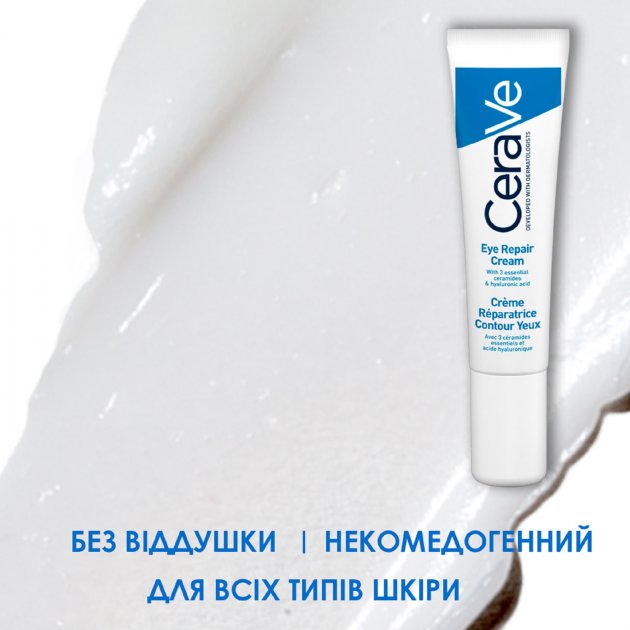 CeraVe
DEVELOPED WITH DERMATOLOGISTS
Eye Repair
Cream
With 3 essential
ceramides
& hyaluronic acid
Crème
Réparatrice
Contour Yeux
Avec 3 céramides
essentiels et
acide hyaluronique
БЕЗ ВІДДУШКИ | НЕКОМЕДОГЕННИЙ
ДЛЯ ВСІХ ТИПІВ ШКІРИ